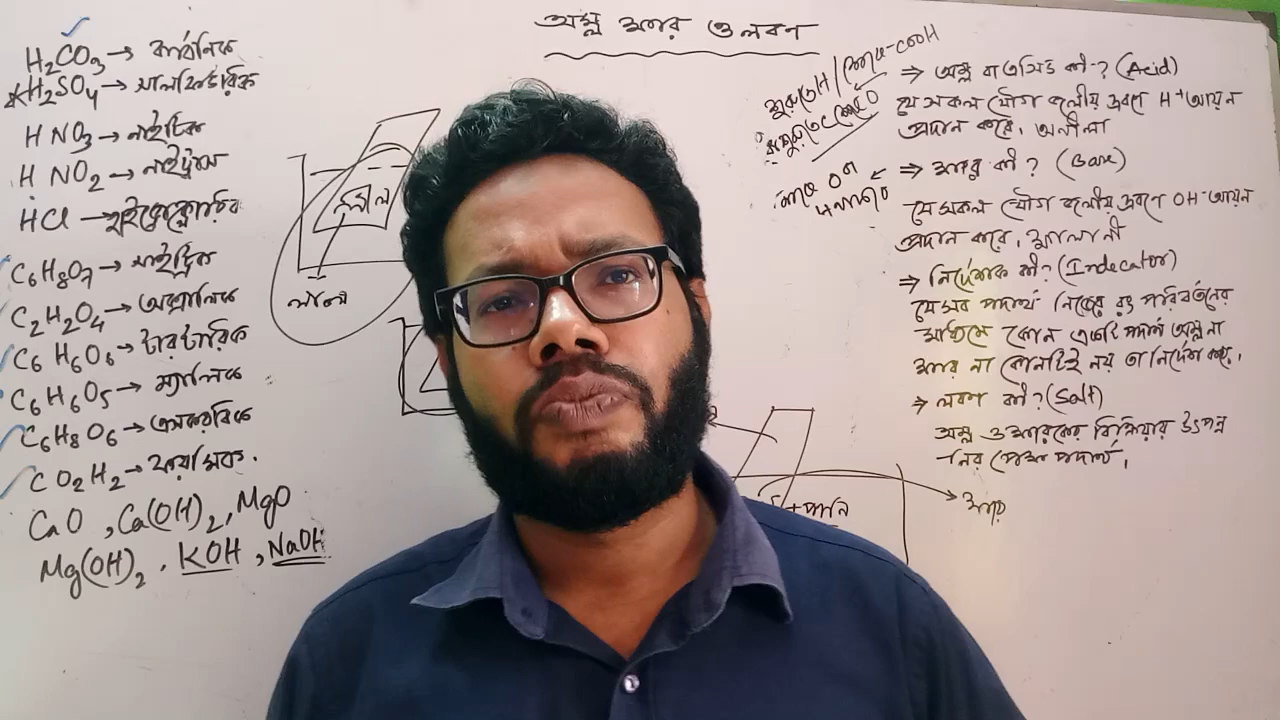 অম্ল ক্ষার ও লবণ
H₂CO₃ → কার্বনিক
H₂SO₄ → সালফিউরিক
HNO₃ → নাইট্রিক
HNO₂ → নাইট্রাস
HCl → হাইড্রোক্লোরিক
C₆H₈O₇ → সাইট্রিক
C₂H₂O₄ → অক্সালিক
C₆H₆O₆ → টারটারিক
C₆H₆O₅ → ম্যালিক
C₆H₈O₆ → এসকরবিক
CO₂H₂ → ফরমিক.
CaO , Ca(OH)₂, MgO
Mg(OH)₂ . KOH , NaOH
নীল
লাল
+পানি
ক্ষার
শুরুতে H / শেষে-COOH
শেষে OH
⇒ অম্ল বা এসিড কী? (Acid)
যে সকল যৌগ জলীয় দ্রবণে H⁺ আয়ন
প্রদান করে।
⇒ ক্ষার কী? (Base)
যে সকল যৌগ জলীয় দ্রবণে OH⁻ আয়ন
প্রদান করে।
⇒ নির্দেশক কী? (Indecator)
যেসব পদার্থ নিজের রং পরিবর্তনের
মাধ্যমে কোন একটি পদার্থ অম্ল না
ক্ষার না কোনটিই নয় তা নির্দেশ করে।
⇒ লবণ কী? (Salt)
অম্ল ও ক্ষারকের বিক্রিয়ার উৎপন্ন
নিরপেক্ষ পদার্থ।